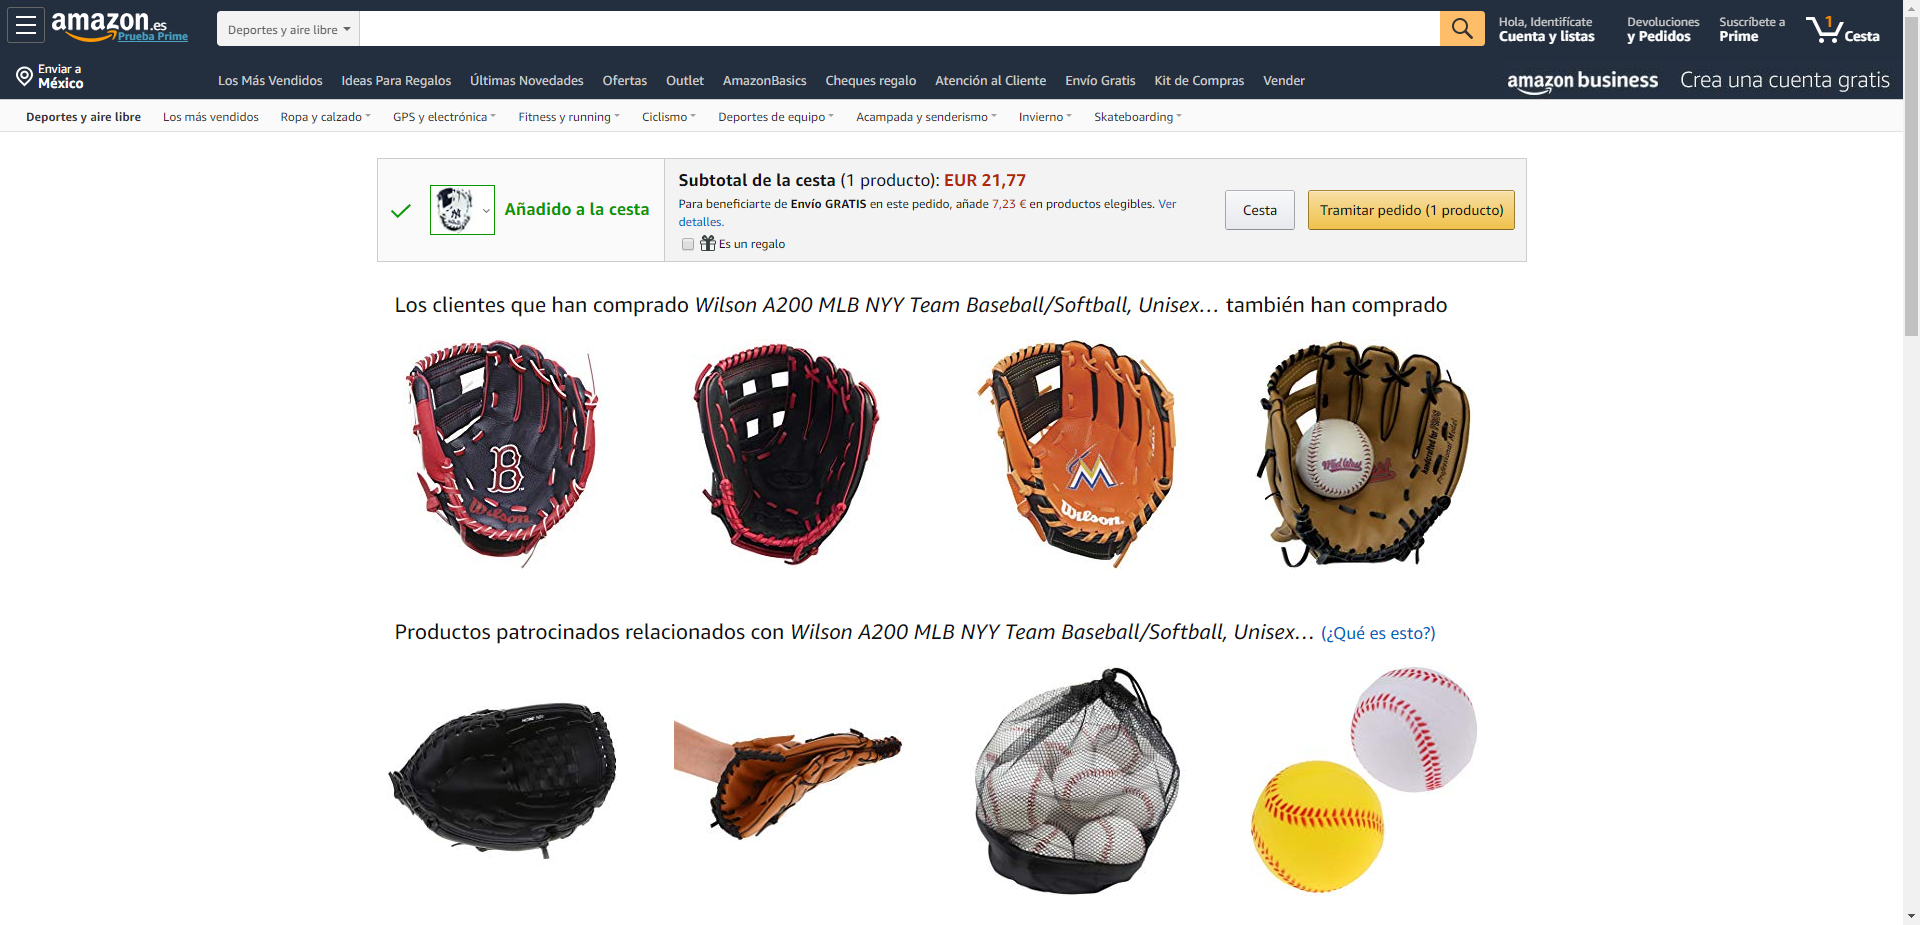 amazon.es
Prueba Prime
Deportes y aire libre
Hola, Identifícate
Cuenta y listas
Devoluciones
y Pedidos
Suscríbete a
Prime
1
Cesta
Enviar a
México
Los Más Vendidos Ideas Para Regalos Últimas Novedades Ofertas Outlet AmazonBasics Cheques regalo Atención al Cliente Envío Gratis Kit de Compras Vender
amazon business Crea una cuenta gratis
Deportes y aire libre Los más vendidos Ropa y calzado GPS y electrónica Fitness y running Ciclismo Deportes de equipo Acampada y senderismo Invierno Skateboarding
Añadido a la cesta
Subtotal de la cesta (1 producto): EUR 21,77
Para beneficiarte de Envío GRATIS en este pedido, añade 7,23 € en productos elegibles. Ver
detalles.
Es un regalo
Cesta
Tramitar pedido (1 producto)
Los clientes que han comprado Wilson A200 MLB NYY Team Baseball/Softball, Unisex… también han comprado
B
Wilson
M
Wilson
Productos patrocinados relacionados con Wilson A200 MLB NYY Team Baseball/Softball, Unisex… (¿Qué es esto?)